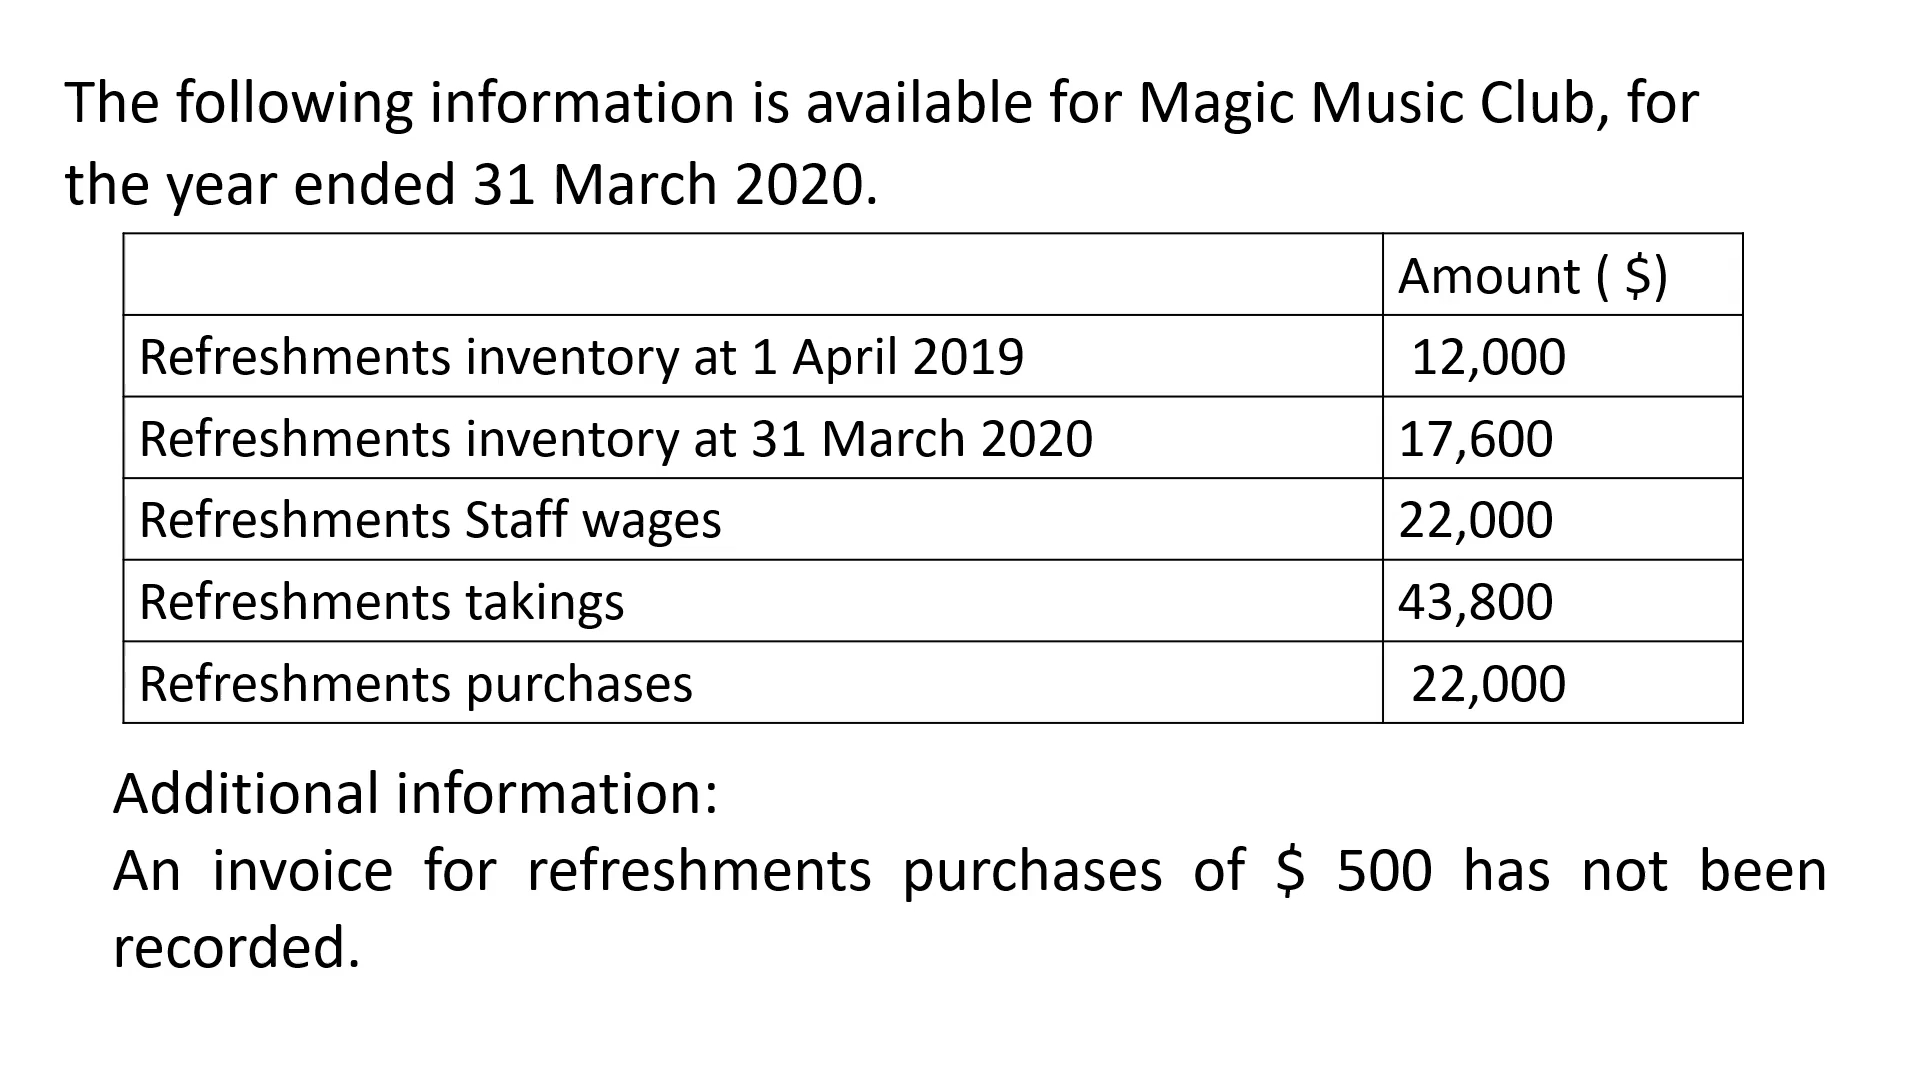 The following information is available for Magic Music Club, for
the year ended 31 March 2020.
Amount ( $)
Refreshments inventory at 1 April 2019 12,000
Refreshments inventory at 31 March 2020 17,600
Refreshments Staff wages 22,000
Refreshments takings 43,800
Refreshments purchases 22,000
Additional information:
An invoice for refreshments purchases of $ 500 has not been
recorded.